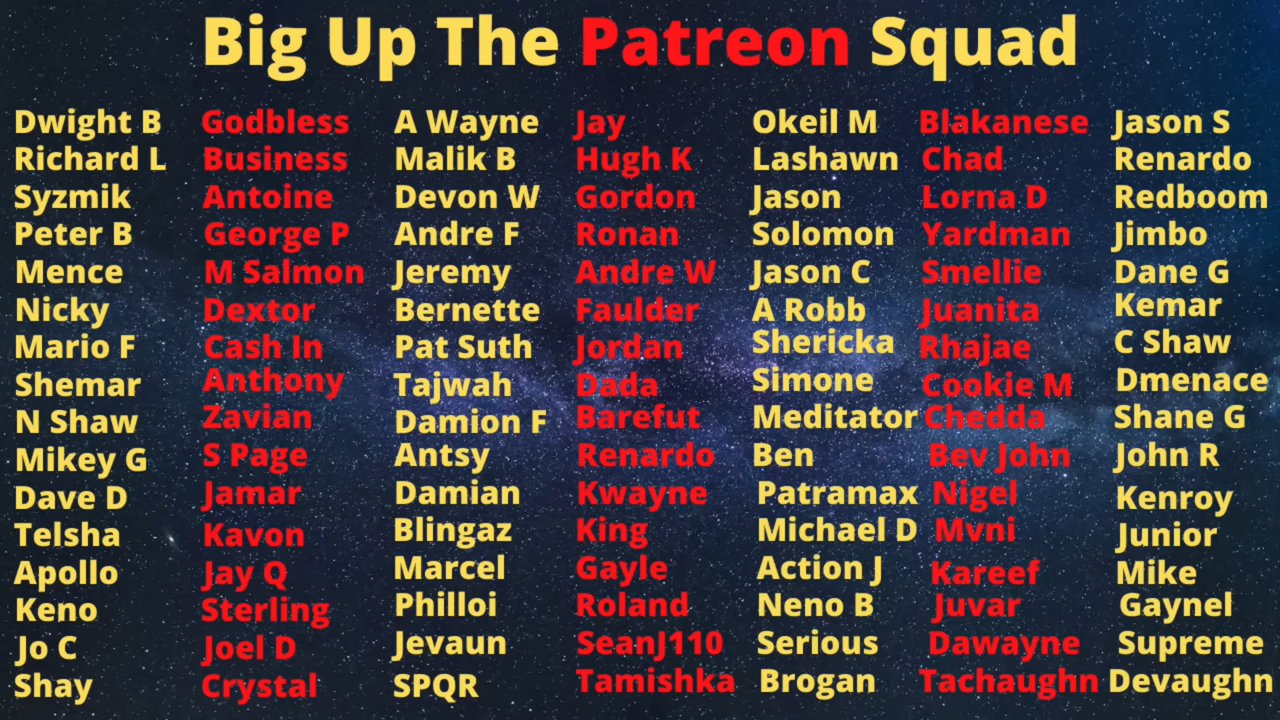 Big Up The Patreon Squad
Dwight B
Richard L
Syzmik
Peter B
Mence
Nicky
Mario F
Shemar
N Shaw
Mikey G
Dave D
Telsha
Apollo
Keno
Jo C
Shay
Godbless
Business
Antoine
George P
M Salmon
Dextor
Cash In
Anthony
Zavian
S Page
Jamar
Kavon
Jay Q
Sterling
Joel D
Crystal
A Wayne
Malik B
Devon W
Andre F
Jeremy
Bernette
Pat Suth
Tajwah
Damion F
Antsy
Damian
Blingaz
Marcel
Philloi
Jevaun
SPQR
Jay
Hugh K
Gordon
Ronan
Andre W
Faulder
Jordan
Dada
Barefut
Renardo
Kwayne
King
Gayle
Roland
SeanJ110
Tamishka
Okeil M
Lashawn
Jason
Solomon
Jason C
A Robb
Shericka
Simone
Meditator
Ben
Patramax
Michael D
Action J
Neno B
Serious
Brogan
Blakanese
Chad
Lorna D
Yardman
Smellie
Juanita
Rhajae
Cookie M
Chedda
Bev John
Nigel
Mvni
Kareef
Juvar
Dawayne
Tachaughn
Jason S
Renardo
Redboom
Jimbo
Dane G
Kemar
C Shaw
Dmenace
Shane G
John R
Kenroy
Junior
Mike
Gaynel
Supreme
Devaughn